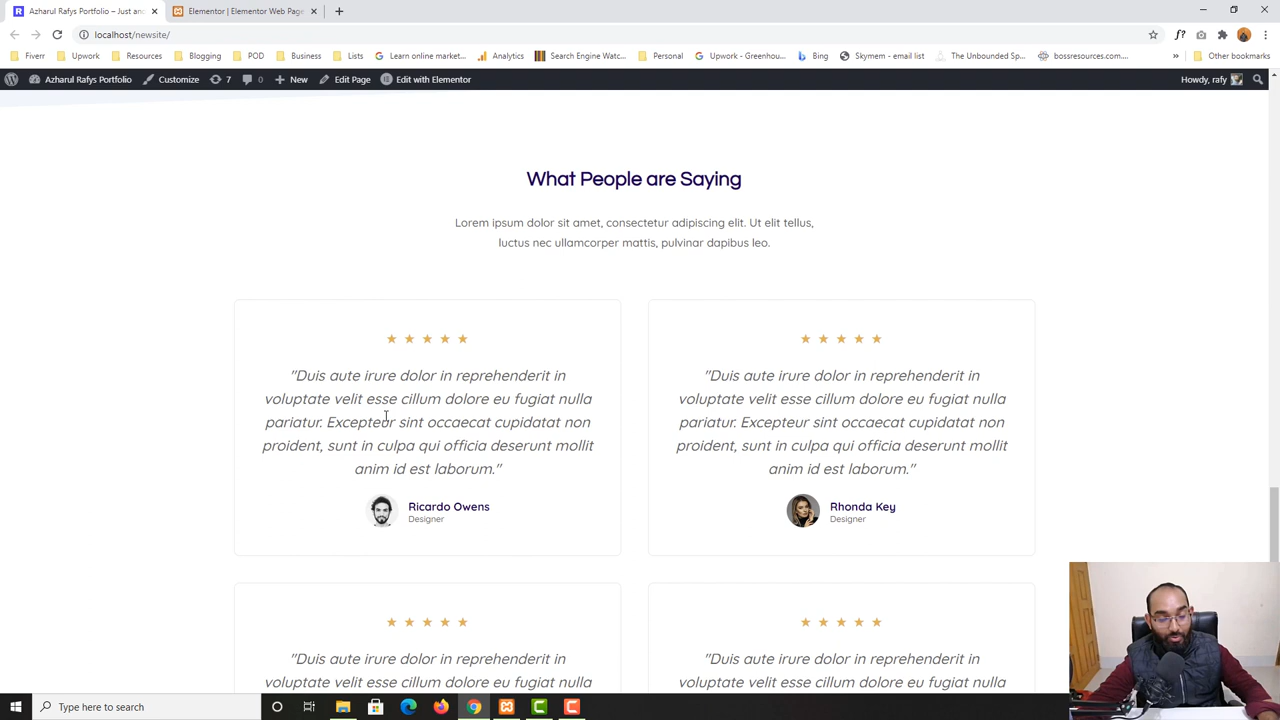 Azharul Rafys Portfolio – Just ano
Elementor | Elementor Web Page
localhost/newsite/
Fiverr
Upwork
Resources
Blogging
POD
Business
Lists
Learn online market...
Analytics
Search Engine Watc...
Personal
Upwork - Greenhou...
Bing
Skymem - email list
The Unbounded Sp...
bossresources.com...
Other bookmarks
Azharul Rafys Portfolio
Customize
7
0
New
Edit Page
Edit with Elementor
Howdy, rafy
What People are Saying
Lorem ipsum dolor sit amet, consectetur adipiscing elit. Ut elit tellus,
luctus nec ullamcorper mattis, pulvinar dapibus leo.
"Duis aute irure dolor in reprehenderit in
voluptate velit esse cillum dolore eu fugiat nulla
pariatur. Excepteur sint occaecat cupidatat non
proident, sunt in culpa qui officia deserunt mollit
anim id est laborum."
Ricardo Owens
Designer
"Duis aute irure dolor in reprehenderit in
voluptate velit esse cillum dolore eu fugiat nulla
pariatur. Excepteur sint occaecat cupidatat non
proident, sunt in culpa qui officia deserunt mollit
anim id est laborum."
Rhonda Key
Designer
"Duis aute irure dolor in reprehenderit in
voluptate velit esse cillum dolore eu fugiat nulla
"Duis aute irure dolor in reprehenderit in
voluptate velit esse cillum dolore eu fugiat nulla
Type here to search